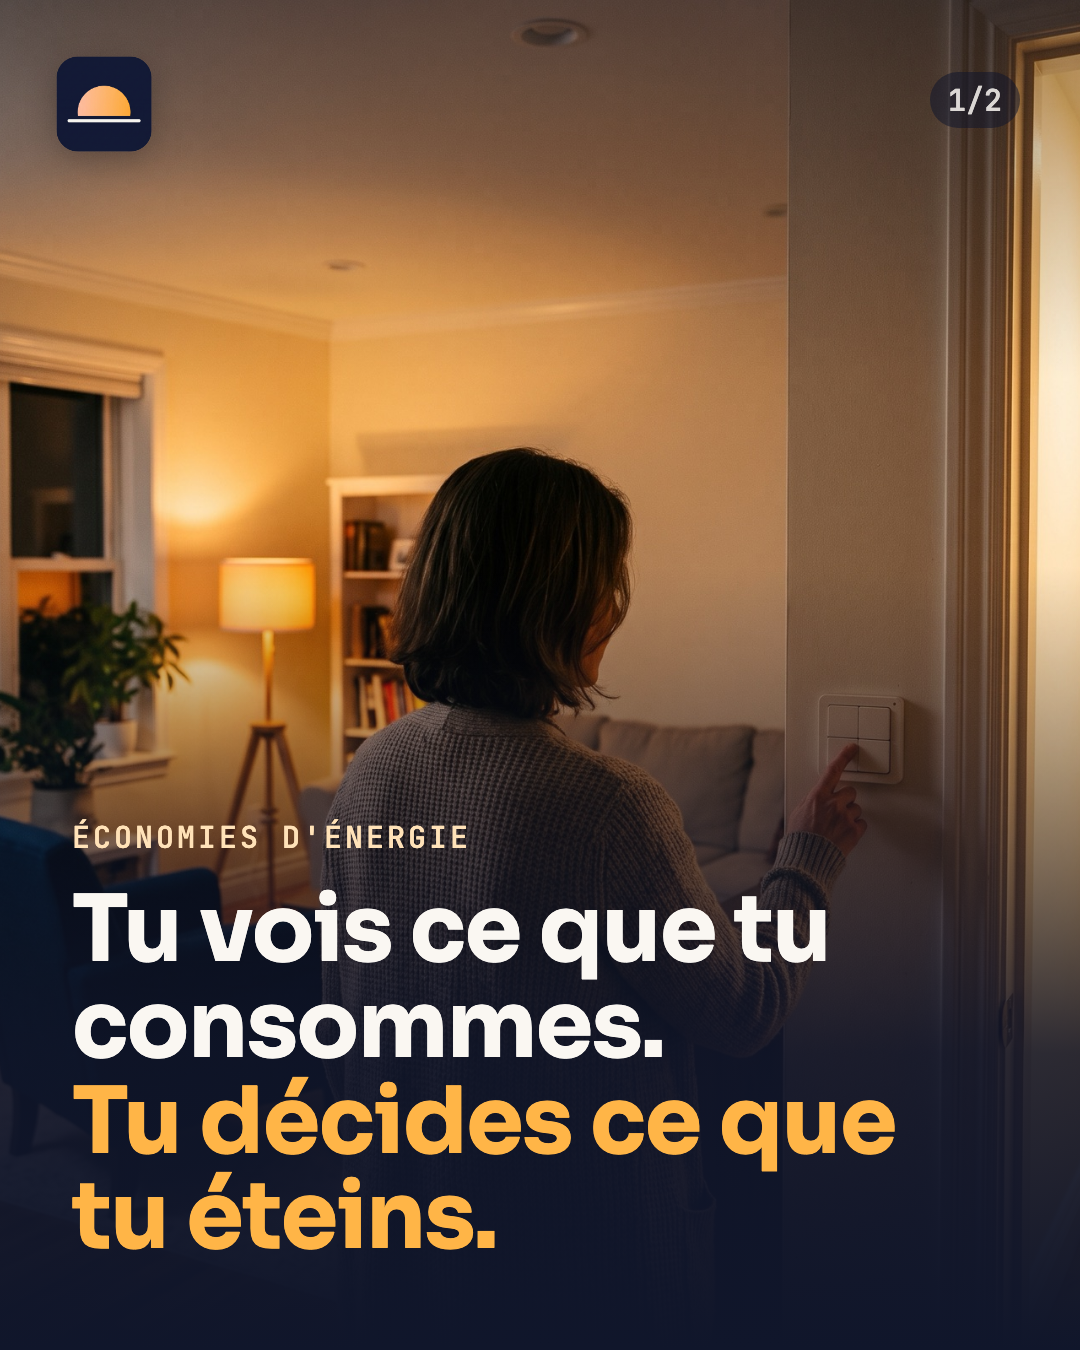 1/2
ÉCONOMIES D'ÉNERGIE
Tu vois ce que tu
consommes.
Tu décides ce que
tu éteins.